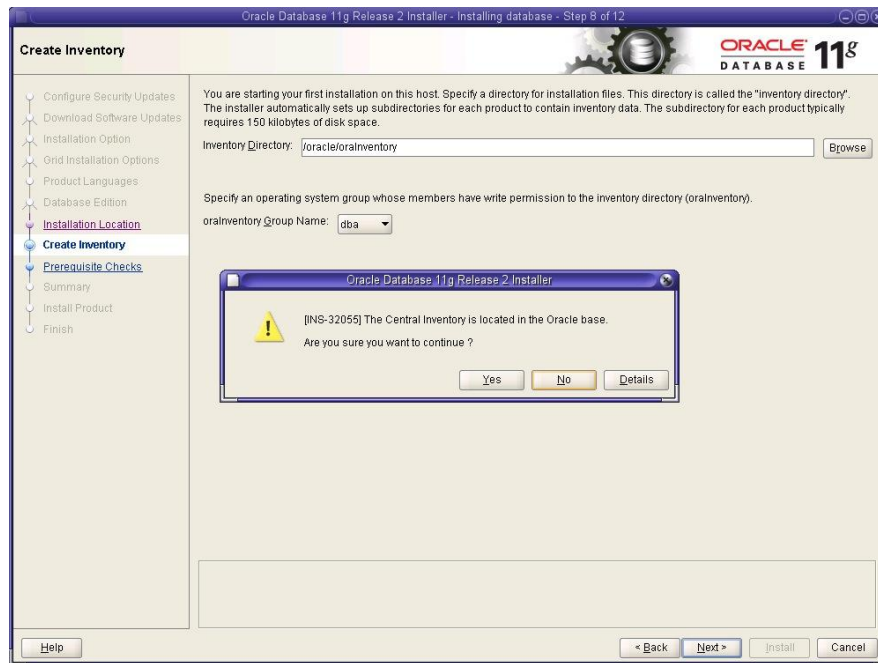 Oracle Database 11g Release 2 Installer - Installing database - Step 8 of 12
Create Inventory
ORACLE
DATABASE 11g
Configure Security Updates
Download Software Updates
Installation Option
Grid Installation Options
Product Languages
Database Edition
Installation Location
Create Inventory
Prerequisite Checks
Summary
Install Product
Finish
You are starting your first installation on this host. Specify a directory for installation files. This directory is called the "inventory directory".
The installer automatically sets up subdirectories for each product to contain inventory data. The subdirectory for each product typically
requires 150 kilobytes of disk space.
Inventory Directory: /oracle/oraInventory Browse
Specify an operating system group whose members have write permission to the inventory directory (oraInventory).
oraInventory Group Name: dba
Oracle Database 11g Release 2 Installer
[INS-32055] The Central Inventory is located in the Oracle base.
Are you sure you want to continue ?
Yes No Details
Help < Back Next > Install Cancel